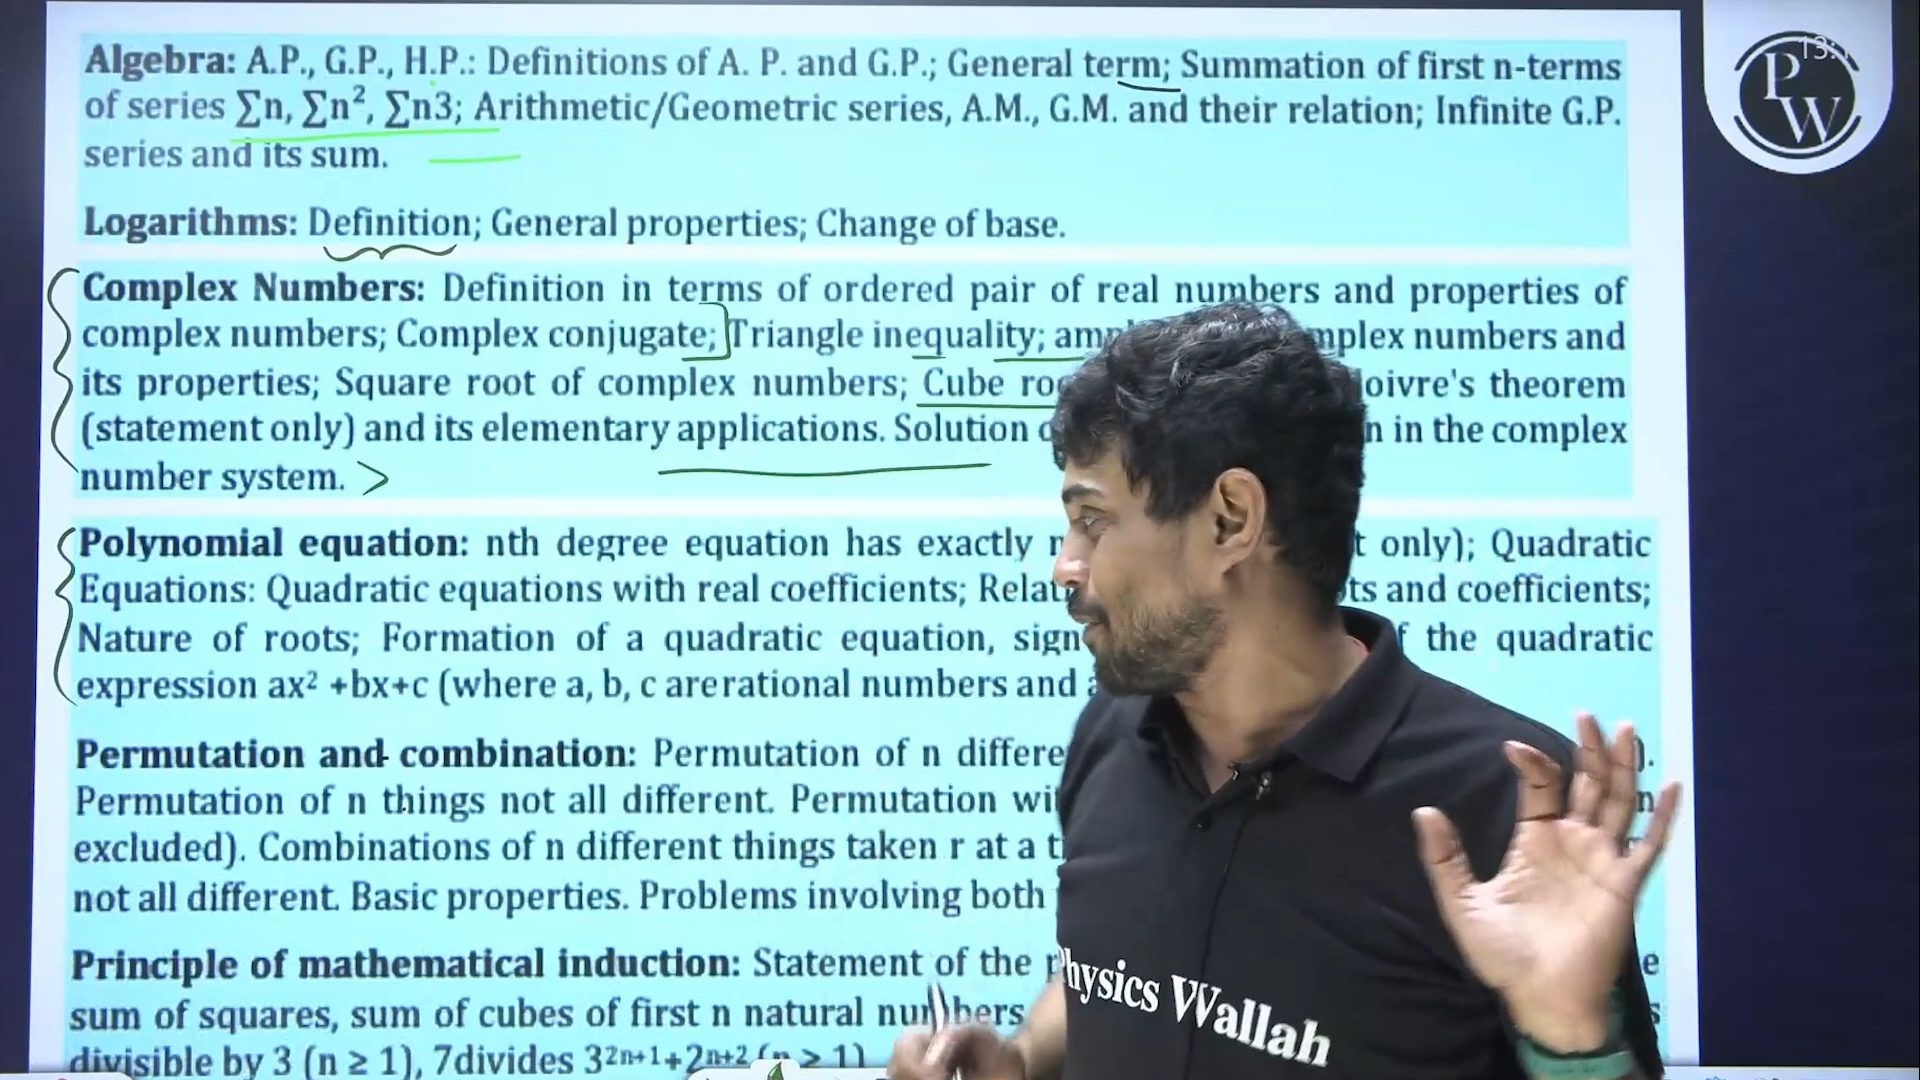 Algebra: A.P., G.P., H.P.: Definitions of A. P. and G.P.; General term; Summation of first n-terms
of series ∑n, ∑n², ∑n3; Arithmetic/Geometric series, A.M., G.M. and their relation; Infinite G.P.
series and its sum.
Logarithms: Definition; General properties; Change of base.
Complex Numbers: Definition in terms of ordered pair of real numbers and properties of
complex numbers; Complex conjugate; Triangle inequality; numbers and
its properties; Square root of complex numbers; Cube theorem
(statement only) and its elementary applications. Solution in the complex
number system.
Polynomial equation: nth degree equation has exactly only); Quadratic
Equations: Quadratic equations with real coefficients; and coefficients;
Nature of roots; Formation of a quadratic equation, the quadratic
expression ax² +bx+c (where a, b, c arerational numbers and
Permutation and combination: Permutation of n
Permutation of n things not all different. Permutation
excluded). Combinations of n different things taken r at a
not all different. Basic properties. Problems involving both
Principle of mathematical induction: Statement of the
sum of squares, sum of cubes of first n natural numbers
divisible by 3 (n ≥ 1), 7divides 3²ⁿ⁺¹+2ⁿ⁺² (n ≥ 1)
PW
Physics Wallah